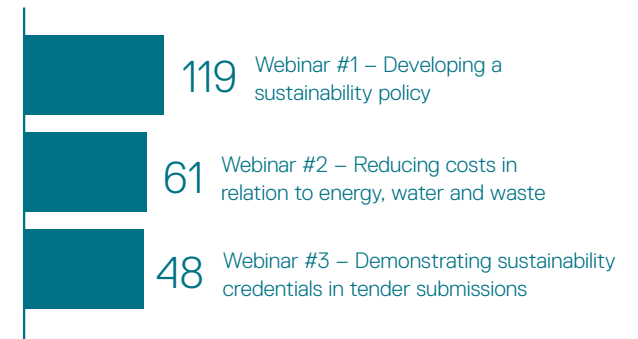 119
Webinar #1 – Developing a
sustainability policy
61
Webinar #2 – Reducing costs in
relation to energy, water and waste
48
Webinar #3 – Demonstrating sustainability
credentials in tender submissions